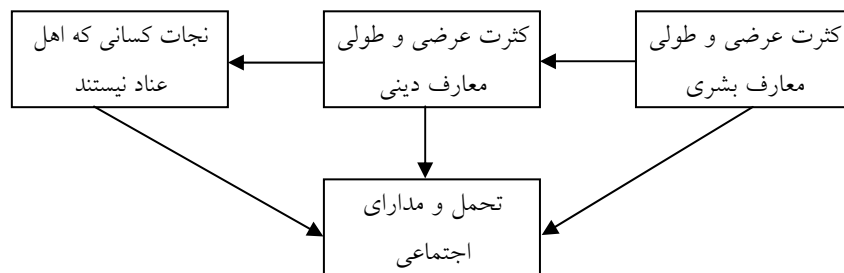 کثرت عرضی و طولی
معارف بشری
کثرت عرضی و طولی
معارف دینی
نجات کسانی که اهل
عناد نیستند
تحمل و مدارای
اجتماعی